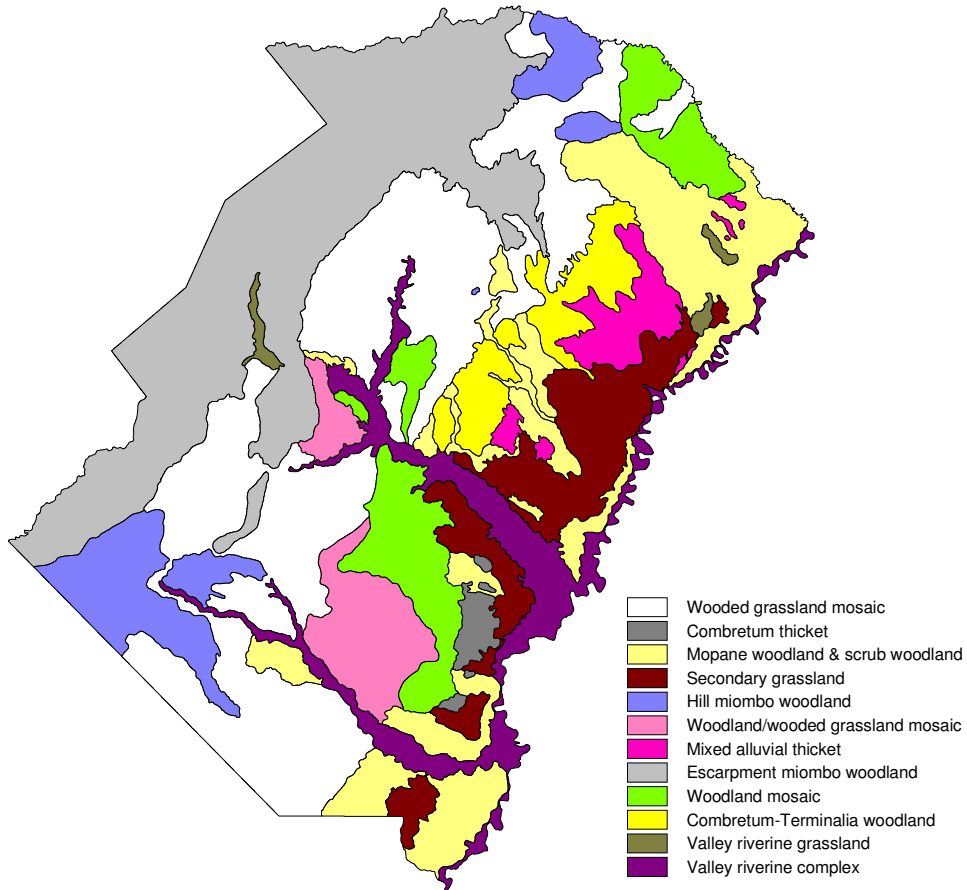 Wooded grassland mosaic
Combretum thicket
Mopane woodland & scrub woodland
Secondary grassland
Hill miombo woodland
Woodland/wooded grassland mosaic
Mixed alluvial thicket
Escarpment miombo woodland
Woodland mosaic
Combretum-Terminalia woodland
Valley riverine grassland
Valley riverine complex